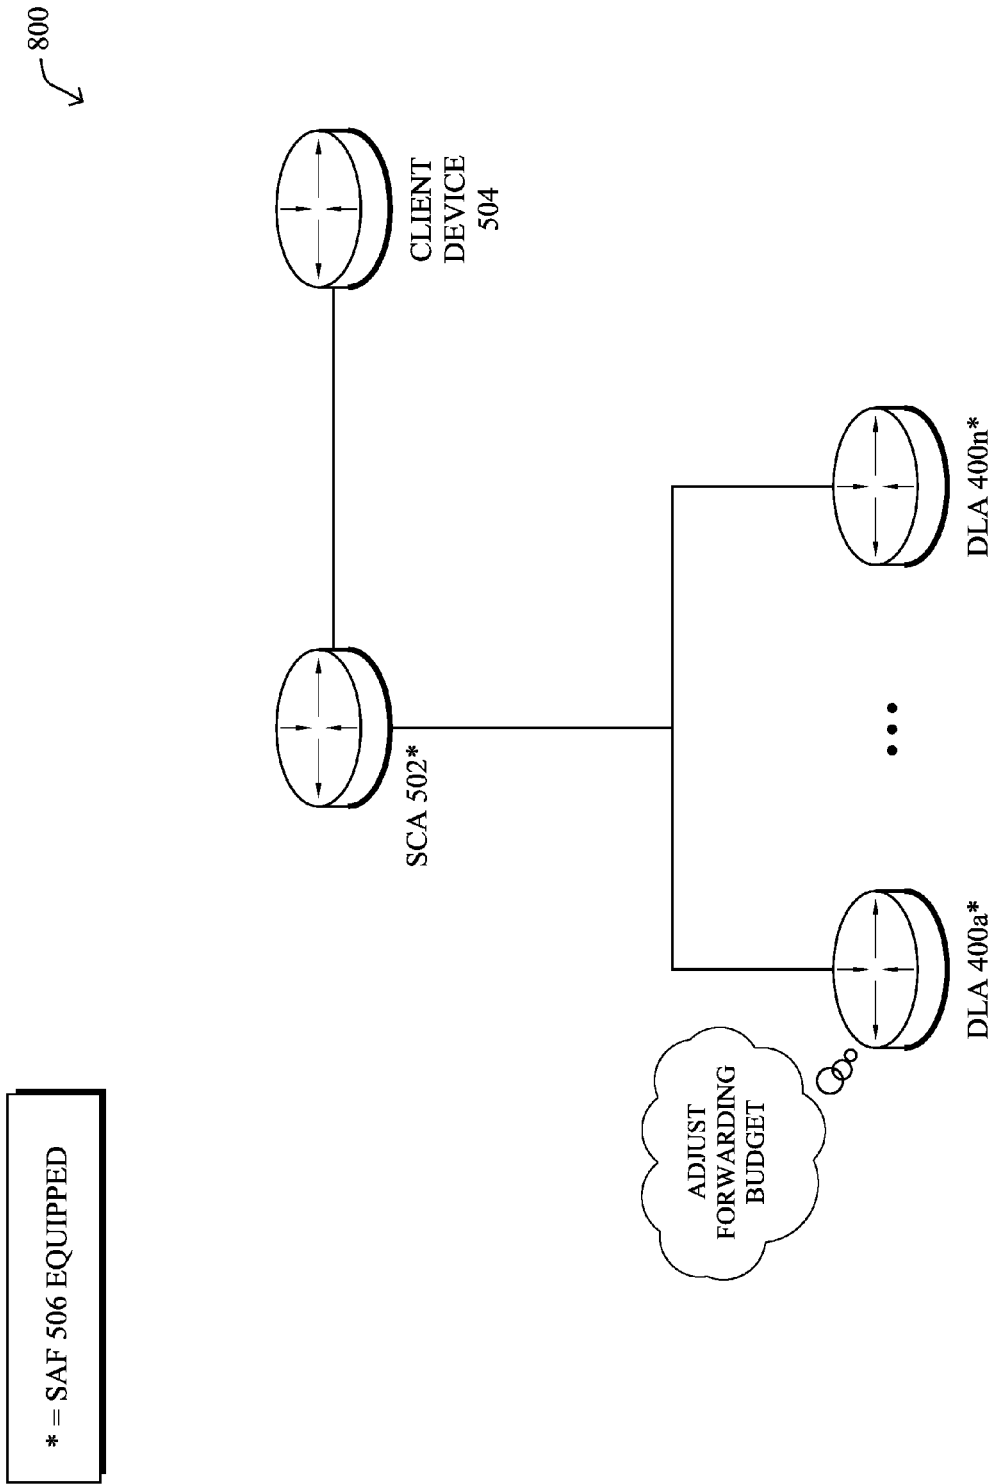 * = SAF 506 EQUIPPED
800
CLIENT
DEVICE
504
SCA 502*
ADJUST
FORWARDING
BUDGET
DLA 400a*
DLA 400n*